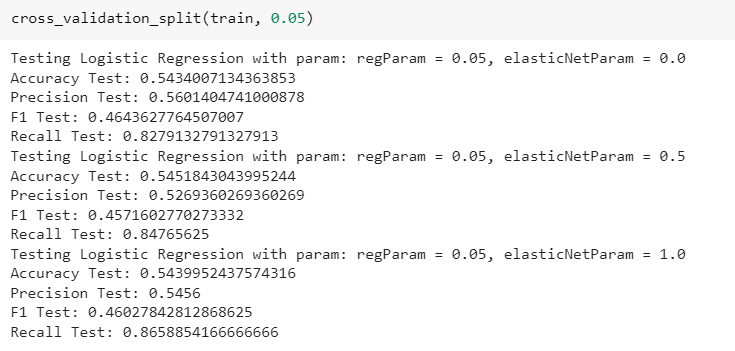 cross_validation_split(train, 0.05)
Testing Logistic Regression with param: regParam = 0.05, elasticNetParam = 0.0
Accuracy Test: 0.5434007134363853
Precision Test: 0.5601404741000878
F1 Test: 0.4643627764507007
Recall Test: 0.8279132791327913
Testing Logistic Regression with param: regParam = 0.05, elasticNetParam = 0.5
Accuracy Test: 0.5451843043995244
Precision Test: 0.5269360269360269
F1 Test: 0.4571602770273332
Recall Test: 0.84765625
Testing Logistic Regression with param: regParam = 0.05, elasticNetParam = 1.0
Accuracy Test: 0.5439952437574316
Precision Test: 0.5456
F1 Test: 0.46027842812868625
Recall Test: 0.8658854166666666